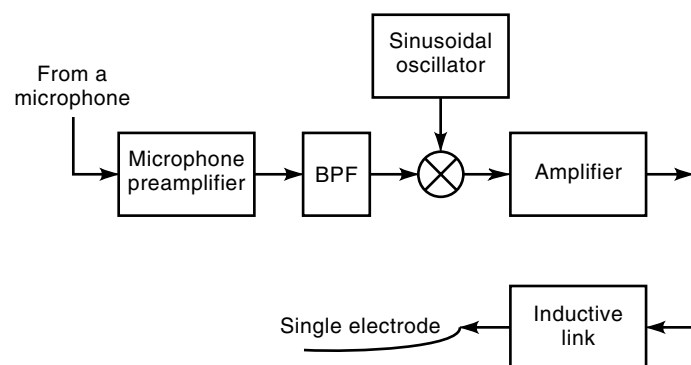 Sinusoidal
oscillator
From a
microphone
Microphone
preamplifier
BPF
Amplifier
Single electrode
Inductive
link